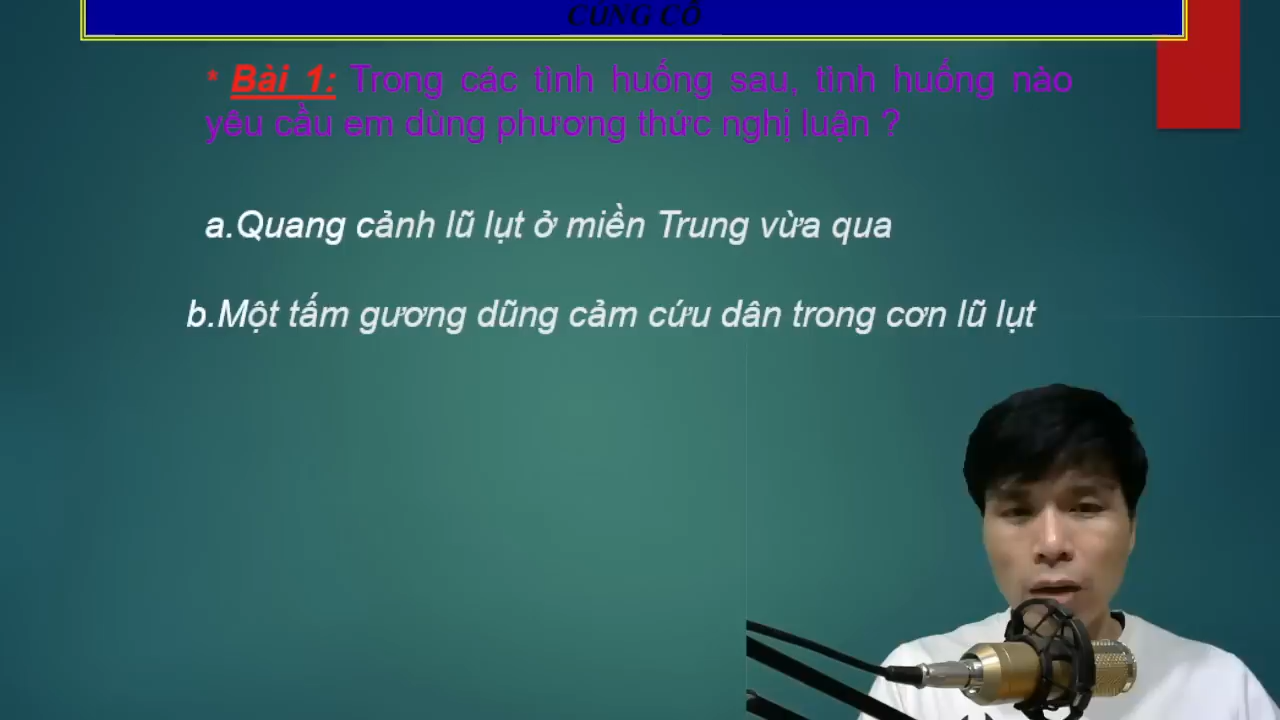 CỦNG CỐ
* Bài 1: Trong các tình huống sau, tình huống nào
yêu cầu em dùng phương thức nghị luận ?
a.Quang cảnh lũ lụt ở miền Trung vừa qua
b.Một tấm gương dũng cảm cứu dân trong cơn lũ lụt